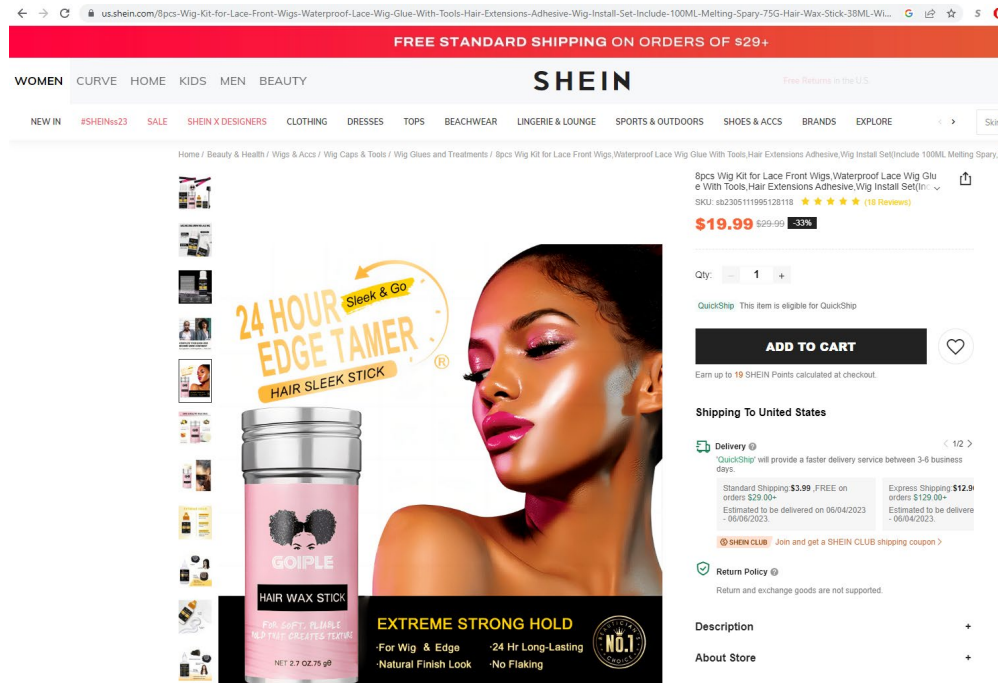 us.shein.com/8pcs-Wig-Kit-for-Lace-Front-Wigs-Waterproof-Lace-Wig-Glue-With-Tools-Hair-Extensions-Adhesive-Wig-Install-Set-Include-100ML-Melting-Spary-75G-Hair-Wax-Stick-38ML-Wi...
FREE STANDARD SHIPPING ON ORDERS OF $29+
WOMEN CURVE HOME KIDS MEN BEAUTY
SHEIN
Free Returns in the U.S.
NEW IN #SHEINss23 SALE SHEIN X DESIGNERS CLOTHING DRESSES TOPS BEACHWEAR LINGERIE & LOUNGE SPORTS & OUTDOORS SHOES & ACCS BRANDS EXPLORE
Home / Beauty & Health / Wigs & Accs / Wig Caps & Tools / Wig Glues and Treatments / 8pcs Wig Kit for Lace Front Wigs,Waterproof Lace Wig Glue With Tools,Hair Extensions Adhesive,Wig Install Set(Include 100ML Melting Spary,
24 HOUR
Sleek & Go
EDGE TAMER
®
HAIR SLEEK STICK
GOIPLE
HAIR WAX STICK
FOR SOFT, PLIABLE
HOLD THAT CREATES TEXTURE
NET 2.7 OZ.75 g℮
EXTREME STRONG HOLD
·For Wig & Edge ·24 Hr Long-Lasting
·Natural Finish Look ·No Flaking
BEAUTICIAN'S
NO.1
CHOICE
8pcs Wig Kit for Lace Front Wigs,Waterproof Lace Wig Glu
e With Tools,Hair Extensions Adhesive,Wig Install Set(Inc
SKU: sb2305111995128118 (18 Reviews)
$19.99 $29.99 -33%
Qty: − 1 +
QuickShip This item is eligible for QuickShip
ADD TO CART
Earn up to 19 SHEIN Points calculated at checkout.
Shipping To United States
Delivery 1/2
'QuickShip' will provide a faster delivery service between 3-6 business
days.
Standard Shipping:$3.99 ,FREE on
orders $29.00+
Estimated to be delivered on 06/04/2023
- 06/06/2023.
Express Shipping:$12.9
orders $129.00+
Estimated to be delivere
- 06/04/2023.
SHEIN CLUB Join and get a SHEIN CLUB shipping coupon >
Return Policy
Return and exchange goods are not supported.
Description +
About Store +